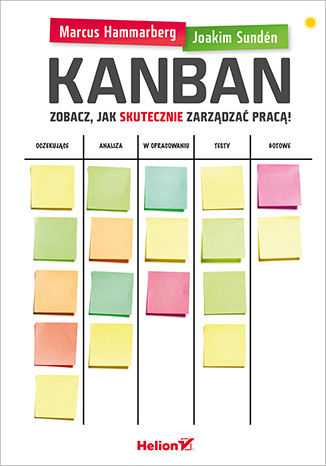 Marcus Hammarberg
Joakim Sundén
KANBAN
ZOBACZ, JAK SKUTECZNIE ZARZĄDZAĆ PRACĄ!
OCZEKUJĄCE ANALIZA W OPRACOWANIU TESTY GOTOWE
Helion